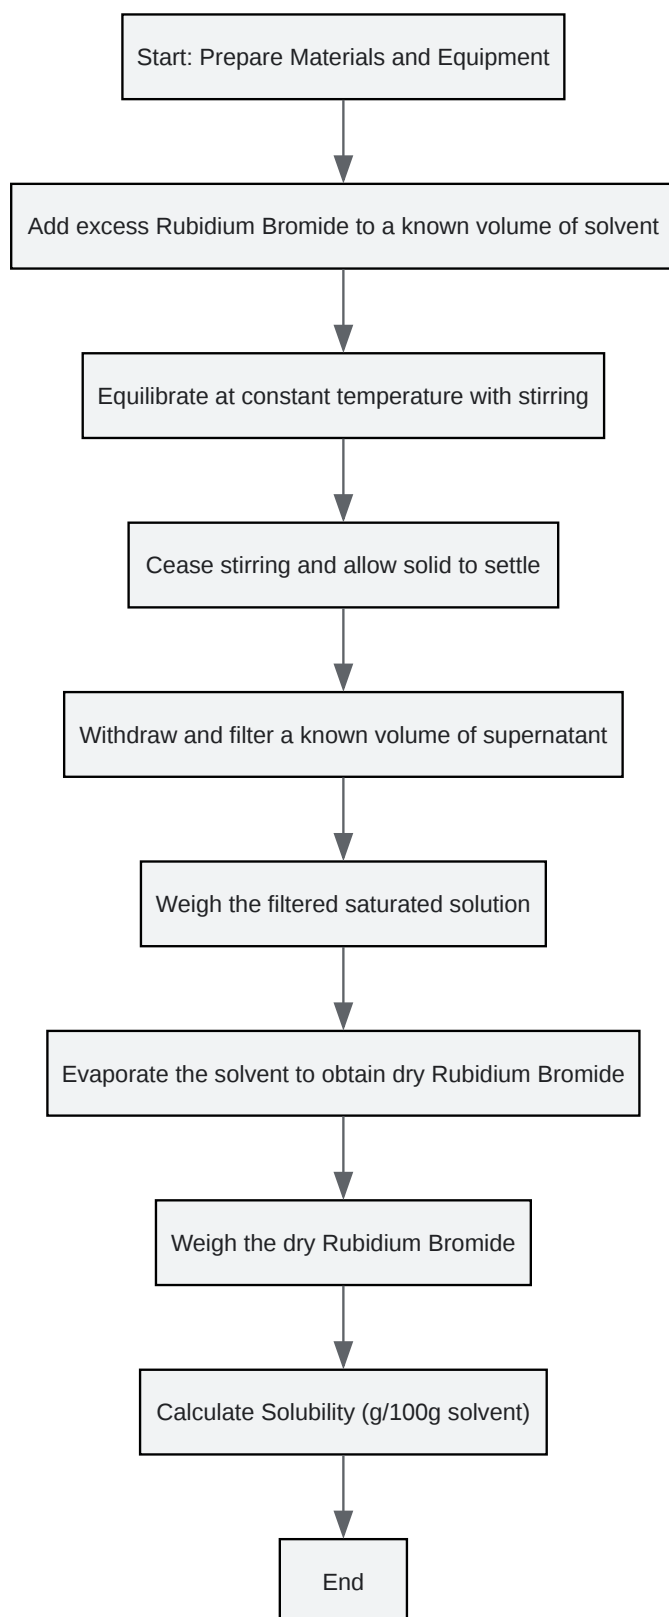 Start: Prepare Materials and Equipment
Add excess Rubidium Bromide to a known volume of solvent
Equilibrate at constant temperature with stirring
Cease stirring and allow solid to settle
Withdraw and filter a known volume of supernatant
Weigh the filtered saturated solution
Evaporate the solvent to obtain dry Rubidium Bromide
Weigh the dry Rubidium Bromide
Calculate Solubility (g/100g solvent)
End